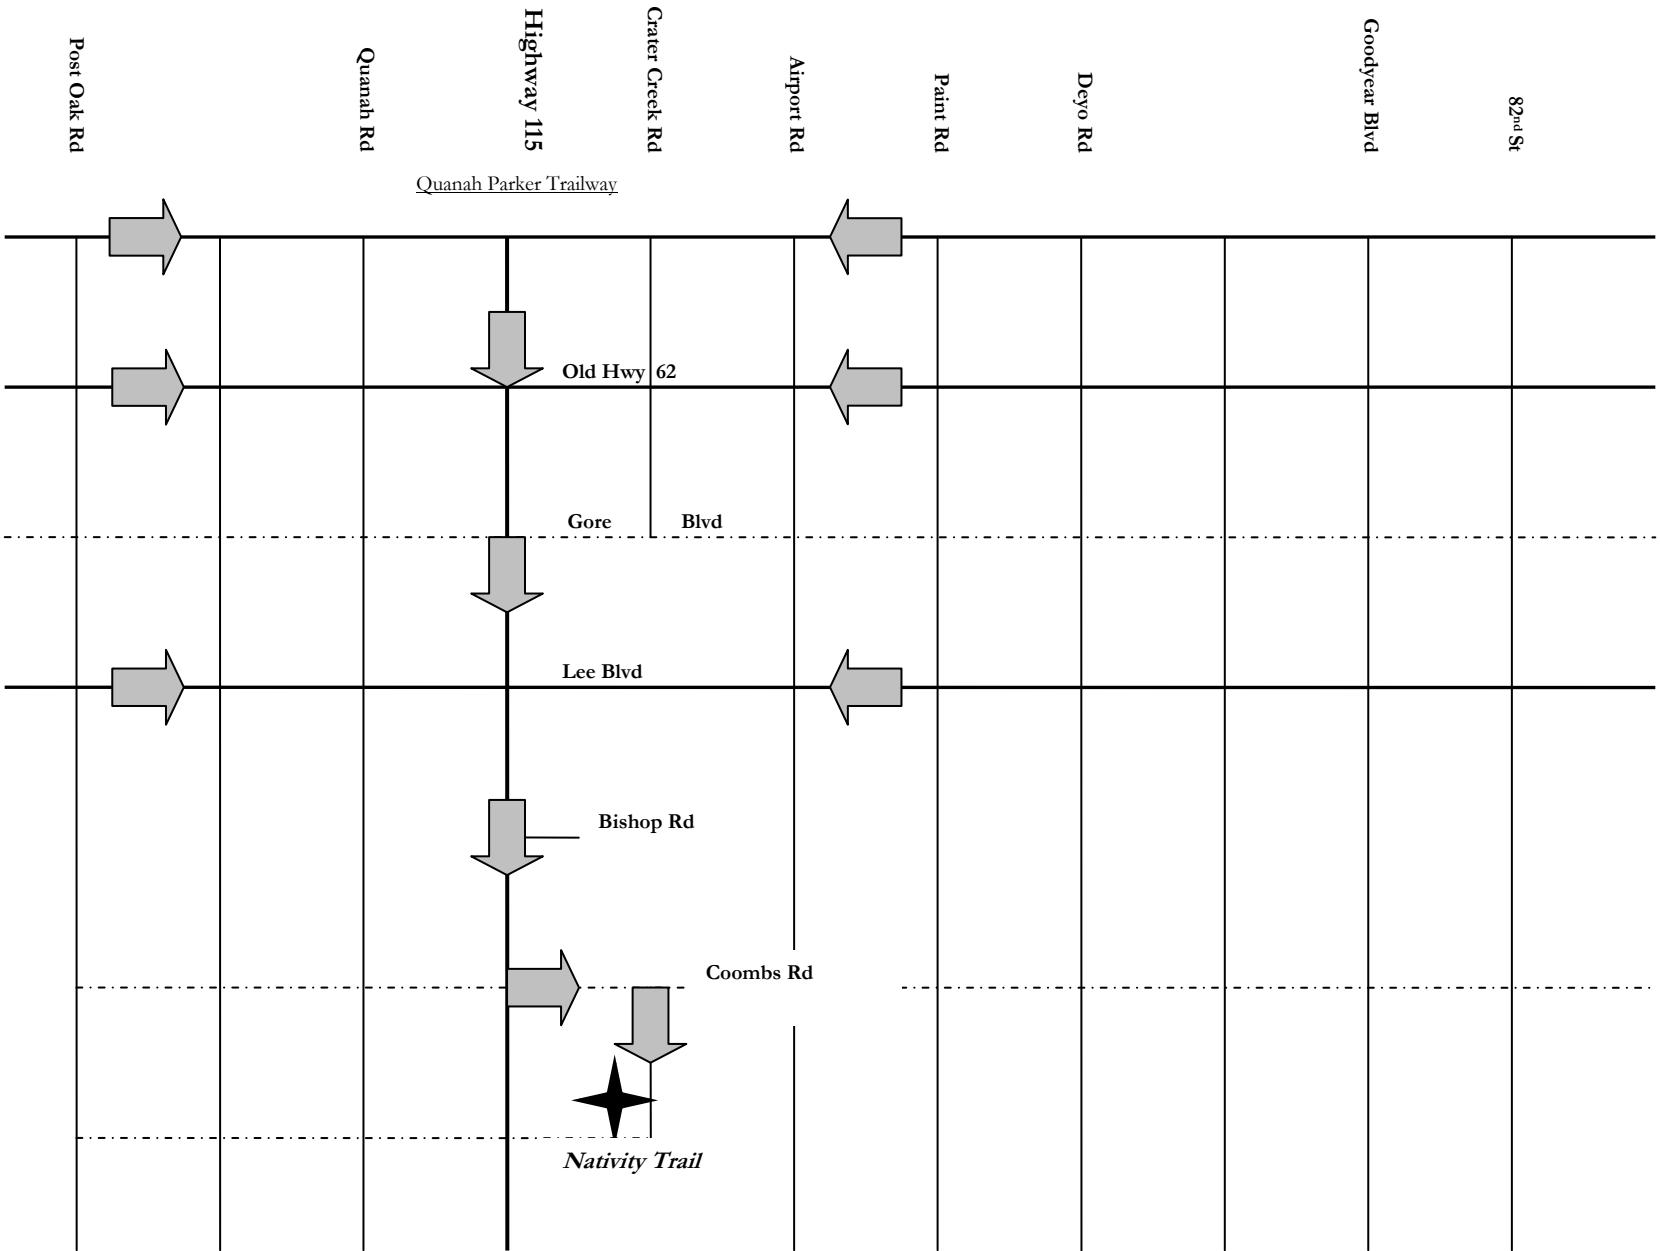 Post Oak Rd
Quanah Rd
Highway 115
Crater Creek Rd
Airport Rd
Paint Rd
Deyo Rd
Goodyear Blvd
82nd St
Quanah Parker Trailway
Old Hwy 62
Gore Blvd
Lee Blvd
Bishop Rd
Coombs Rd
Nativity Trail